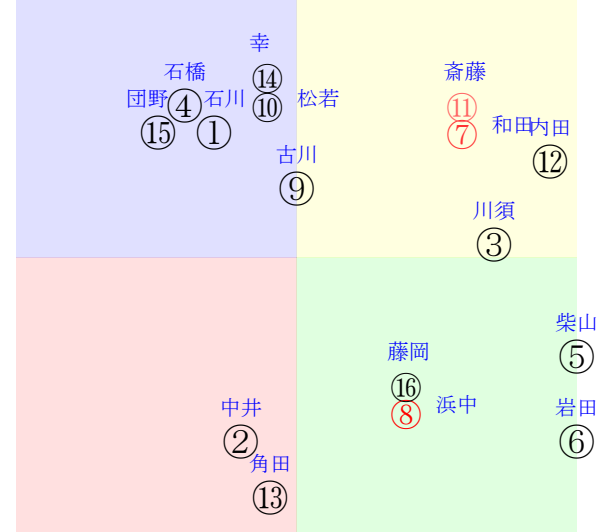 幸
石橋
斎藤
⑭
団野
④
石川
⑩
松若
⑪
⑮
①
⑦
和田
内田
古川
⑫
⑨
川須
③
柴山
藤岡
⑤
⑯
中井
⑧
浜中
岩田
②
⑥
角田
⑬